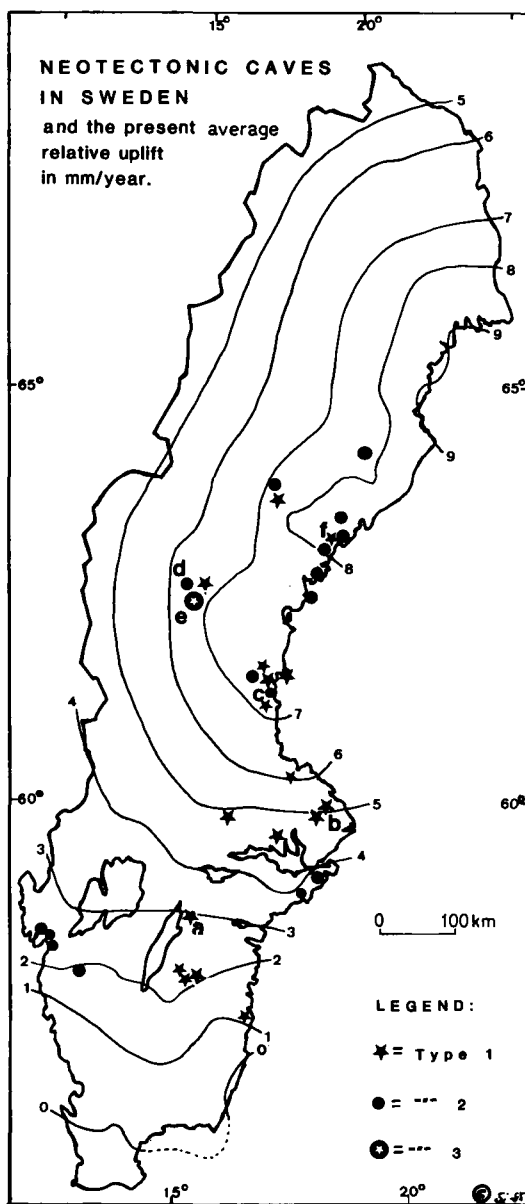 15°
20°
NEOTECTONIC CAVES
IN SWEDEN
and the present average
relative uplift
in mm/year.
5
6
7
8
9
65°
65°
9
f
8
d
e
c
7
4
6
60°
5
60°
b
4
3
0 100km
a
3
2
2
1
LEGEND:
1
0
★= Type 1
0
●= -"- 2
= -"- 3
15°
20°